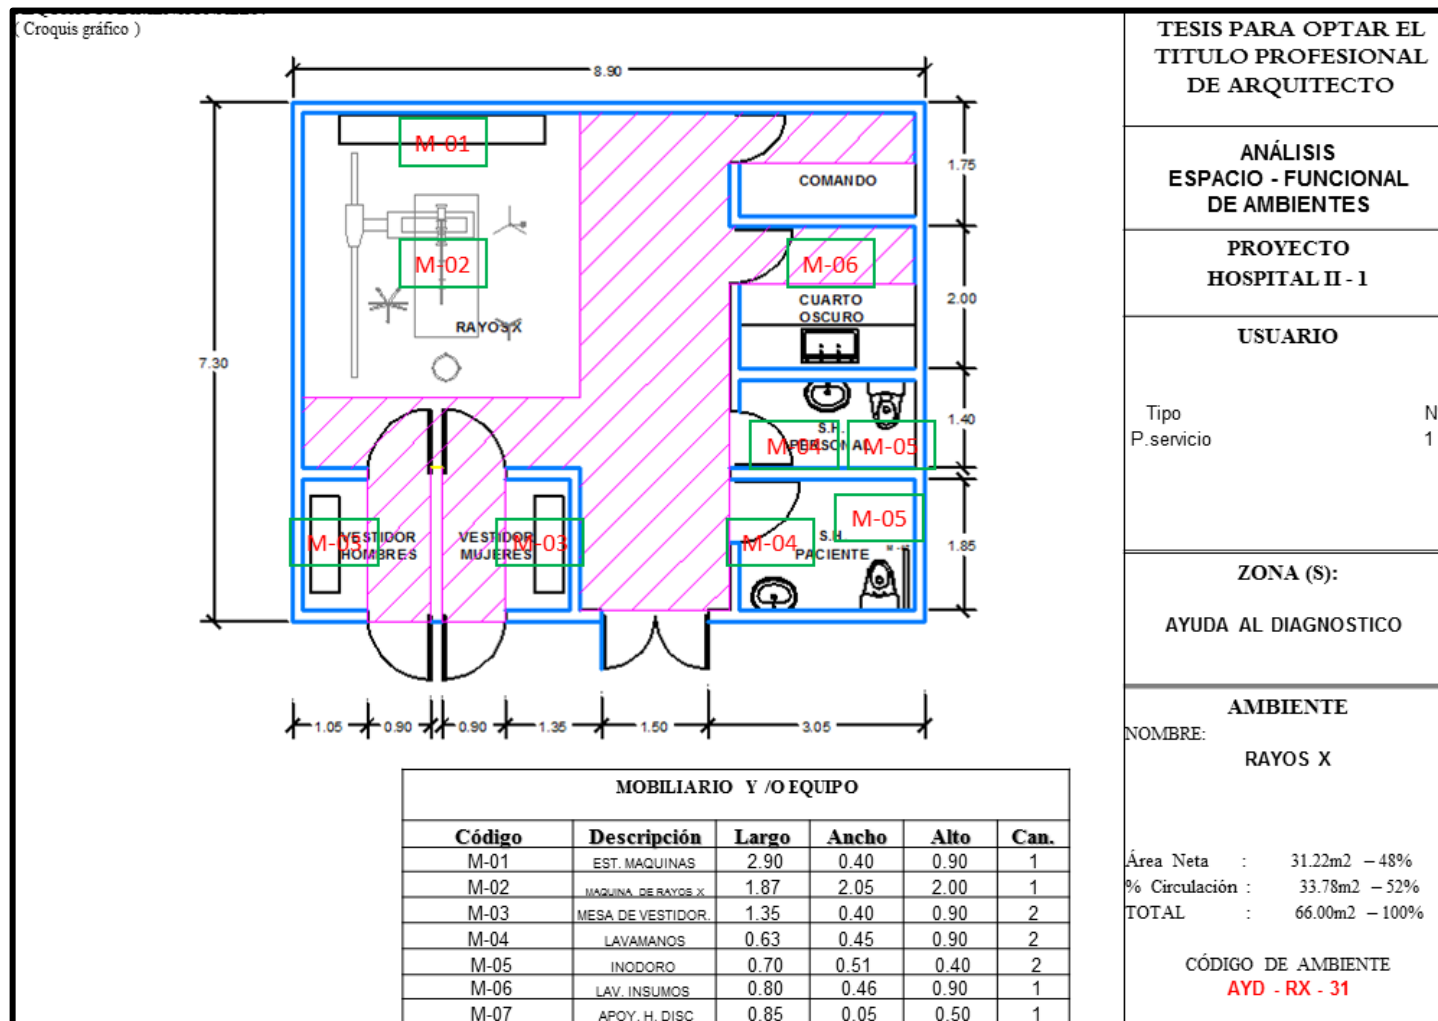 ( Croquis gráfico )
8.90
7.30
M-01
COMANDO
1.75
M-02
M-06
RAYOS X
CUARTO
OSCURO
2.00
S.H.
PERSONAL
M-04
M-05
1.40
M-03
VESTIDOR
HOMBRES
VESTIDOR
MUJERES
M-03
M-04
S.H.
PACIENTE
M-05
1.85
1.05
0.90
0.90
1.35
1.50
3.05
MOBILIARIO Y /O EQUIPO
Código Descripción Largo Ancho Alto Can.
M-01 EST. MAQUINAS 2.90 0.40 0.90 1
M-02 MAQUINA DE RAYOS X 1.87 2.05 2.00 1
M-03 MESA DE VESTIDOR. 1.35 0.40 0.90 2
M-04 LAVAMANOS 0.63 0.45 0.90 2
M-05 INODORO 0.70 0.51 0.40 2
M-06 LAV. INSUMOS 0.80 0.46 0.90 1
M-07 APOY. H. DISC 0.85 0.05 0.50 1
TESIS PARA OPTAR EL
TITULO PROFESIONAL
DE ARQUITECTO
ANÁLISIS
ESPACIO - FUNCIONAL
DE AMBIENTES
PROYECTO
HOSPITAL II - 1
USUARIO
Tipo N
P.servicio 1
ZONA (S):
AYUDA AL DIAGNOSTICO
AMBIENTE
NOMBRE:
RAYOS X
Área Neta : 31.22m2 – 48%
% Circulación : 33.78m2 – 52%
TOTAL : 66.00m2 – 100%
CÓDIGO DE AMBIENTE
AYD - RX - 31